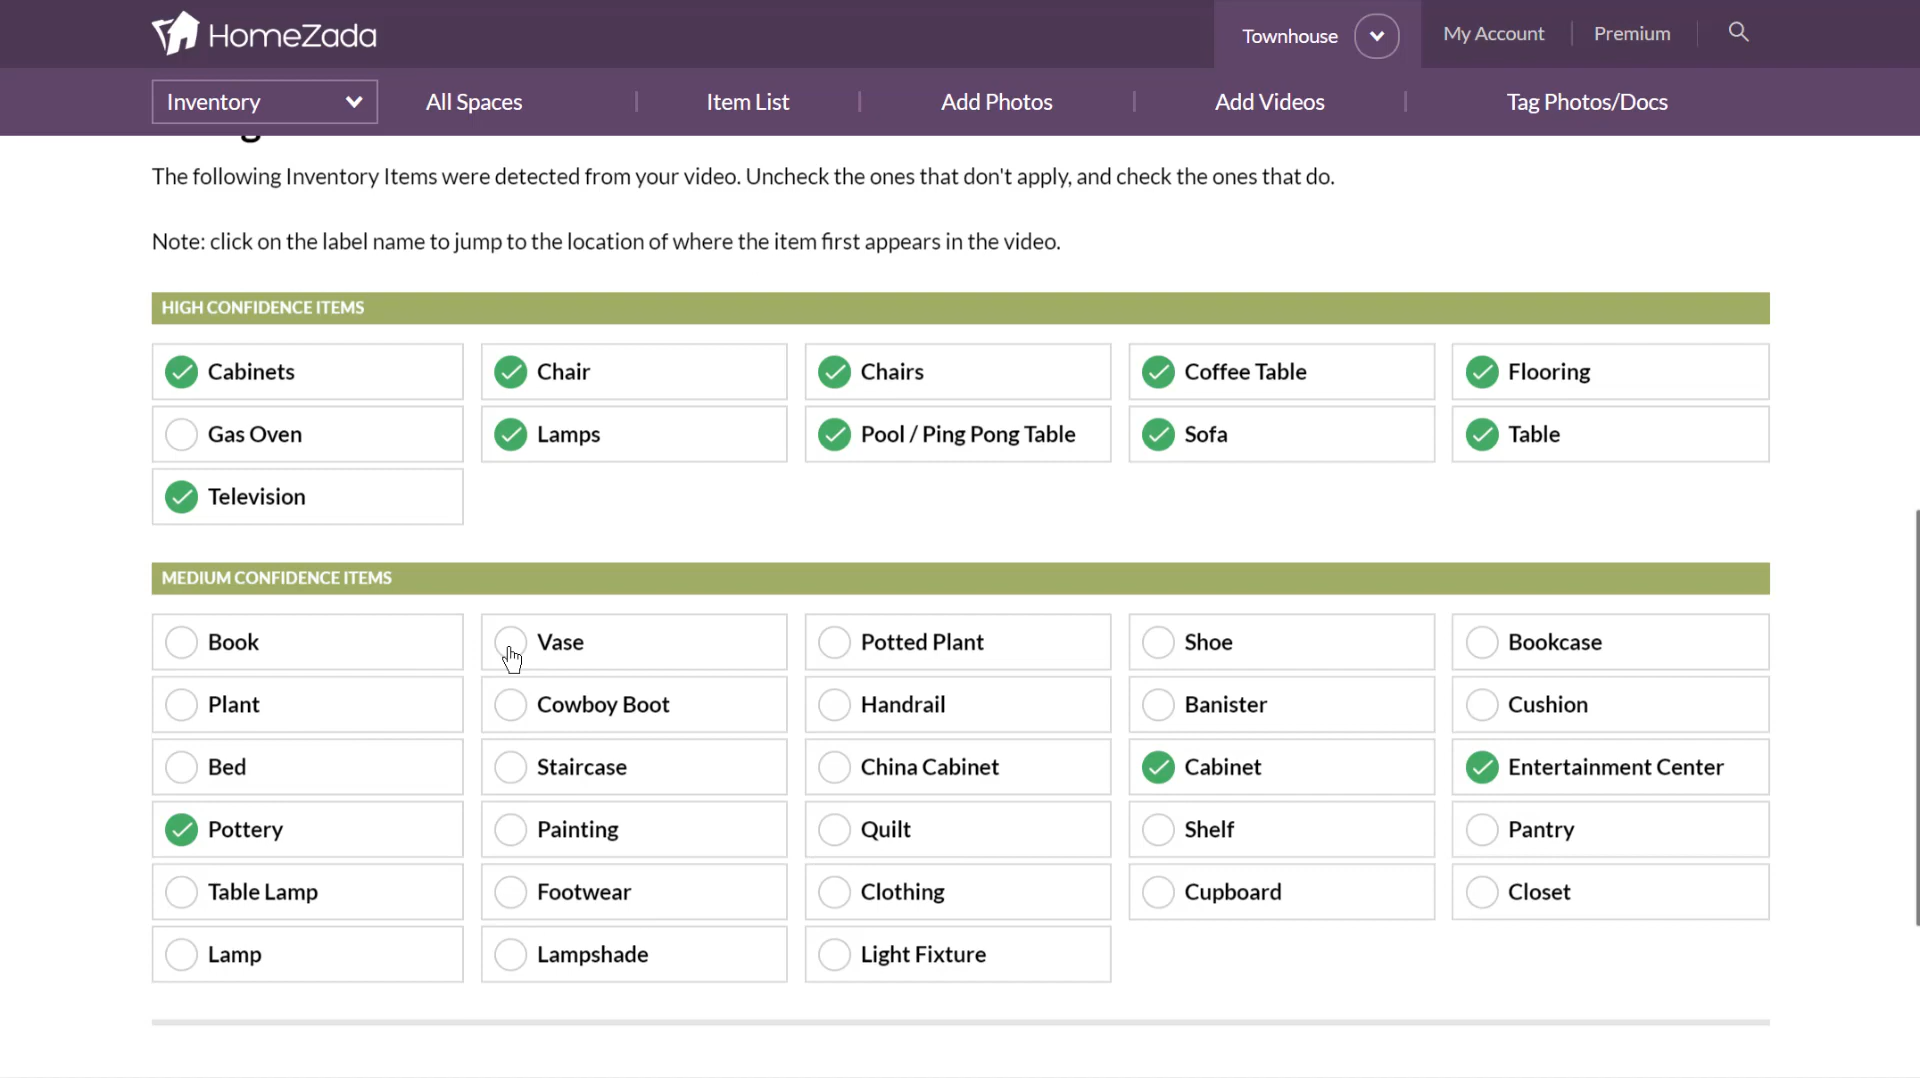 HomeZada
Townhouse
My Account
Premium
Inventory
All Spaces
Item List
Add Photos
Add Videos
Tag Photos/Docs
The following Inventory Items were detected from your video. Uncheck the ones that don't apply, and check the ones that do.
Note: click on the label name to jump to the location of where the item first appears in the video.
HIGH CONFIDENCE ITEMS
Cabinets
Chair
Chairs
Coffee Table
Flooring
Gas Oven
Lamps
Pool / Ping Pong Table
Sofa
Table
Television
MEDIUM CONFIDENCE ITEMS
Book
Vase
Potted Plant
Shoe
Bookcase
Plant
Cowboy Boot
Handrail
Banister
Cushion
Bed
Staircase
China Cabinet
Cabinet
Entertainment Center
Pottery
Painting
Quilt
Shelf
Pantry
Table Lamp
Footwear
Clothing
Cupboard
Closet
Lamp
Lampshade
Light Fixture